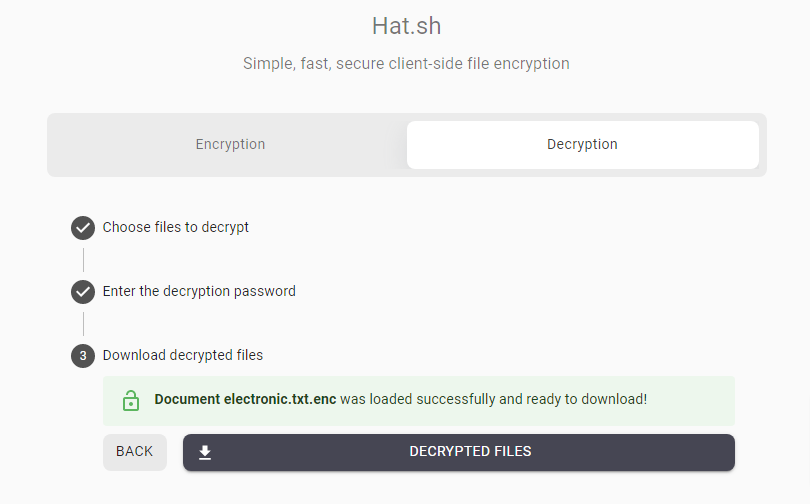 Hat.sh
Simple, fast, secure client-side file encryption
Encryption
Decryption
Choose files to decrypt
Enter the decryption password
3 Download decrypted files
Document electronic.txt.enc was loaded successfully and ready to download!
BACK
DECRYPTED FILES